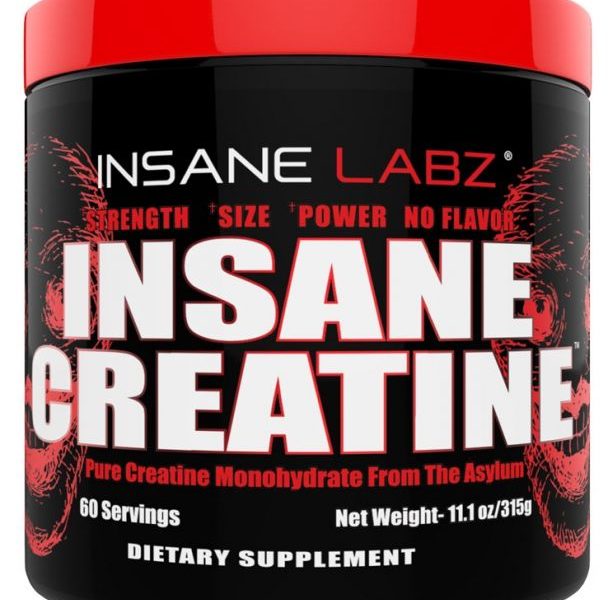 INSANE LABZ®
STRENGTH †SIZE †POWER NO FLAVOR
INSANE
CREATINE™
Pure Creatine Monohydrate From The Asylum
60 Servings Net Weight- 11.1 oz/315g
DIETARY SUPPLEMENT